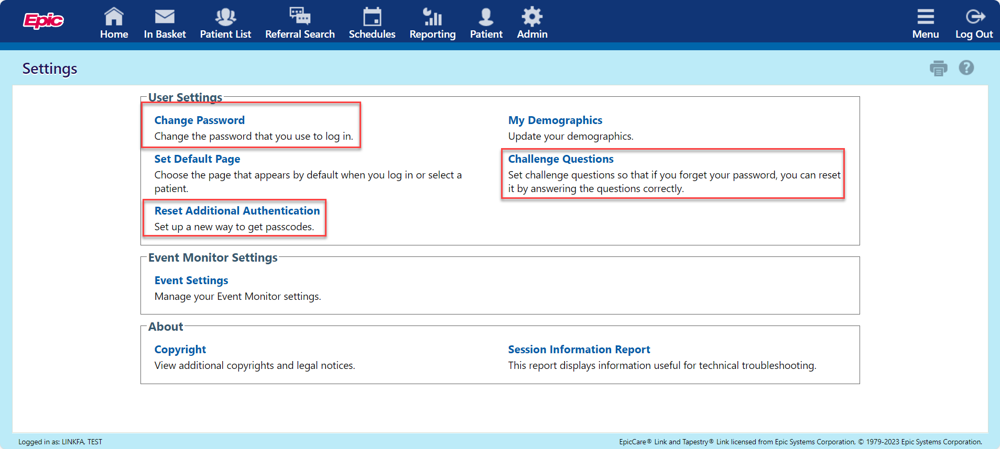 Epic
Home
In Basket
Patient List
Referral Search
Schedules
Reporting
Patient
Admin
Menu
Log Out
Settings
User Settings
Change Password
Change the password that you use to log in.
My Demographics
Update your demographics.
Set Default Page
Choose the page that appears by default when you log in or select a
patient.
Challenge Questions
Set challenge questions so that if you forget your password, you can reset
it by answering the questions correctly.
Reset Additional Authentication
Set up a new way to get passcodes.
Event Monitor Settings
Event Settings
Manage your Event Monitor settings.
About
Copyright
View additional copyrights and legal notices.
Session Information Report
This report displays information useful for technical troubleshooting.
Logged in as: LINKFA, TEST
EpicCare® Link and Tapestry® Link licensed from Epic Systems Corporation, © 1979-2023 Epic Systems Corporation.